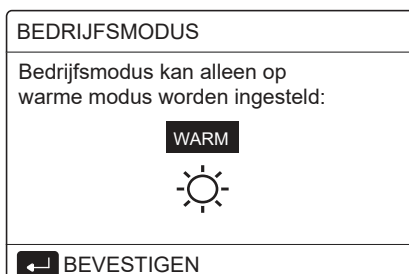 BEDRIJFSMODUS
Bedrijfsmodus kan alleen op
warme modus worden ingesteld:
WARM
BEVESTIGEN